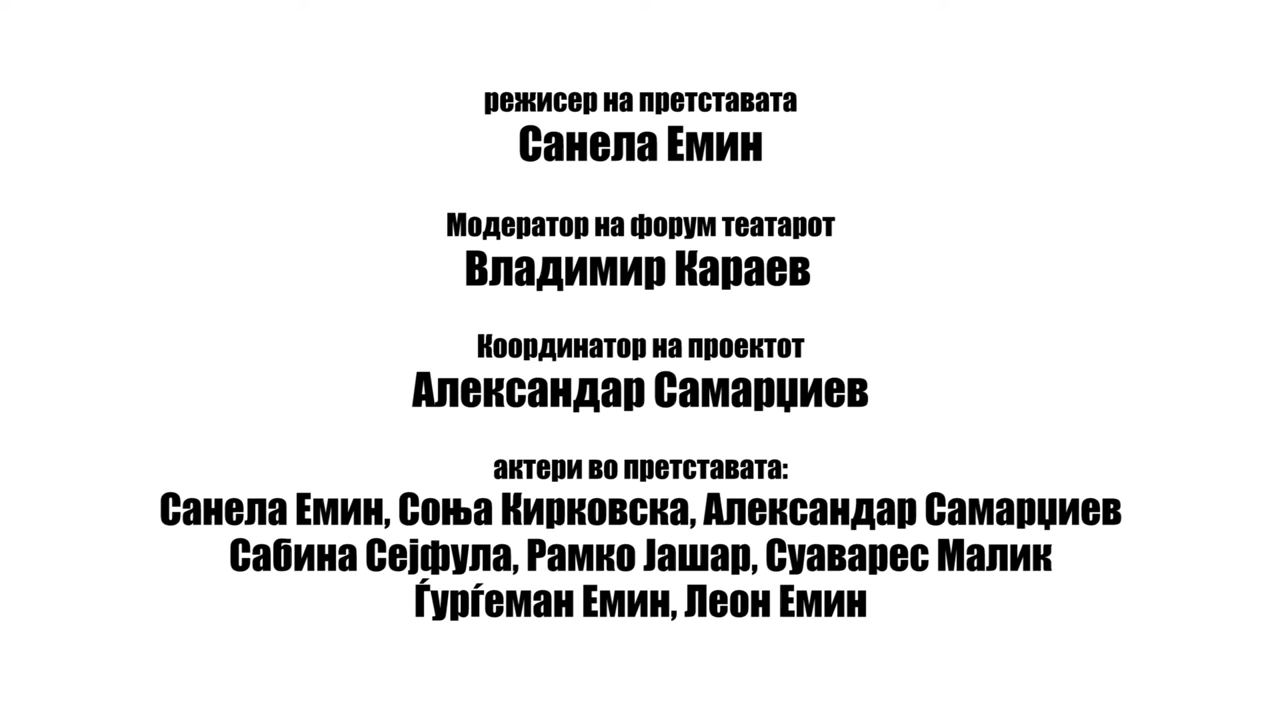 режисер на претставата
Санела Емин
Модератор на форум театарот
Владимир Караев
Координатор на проектот
Александар Самарџиев
актери во претставата:
Санела Емин, Соња Кирковска, Александар Самарџиев
Сабина Сејфула, Рамко Јашар, Суаварес Малик
Ѓурѓеман Емин, Леон Емин